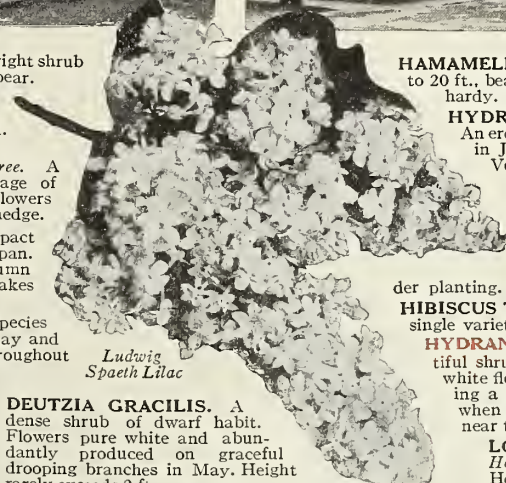 right shrub
bear.
ree. A
age of
lowers
hedge.
pact
pan.
umn
akes
pecies
ay and
roughout
Ludwig
Spaeth Lilac
DEUTZIA GRACILIS. A
dense shrub of dwarf habit.
Flowers pure white and abun-
dantly produced on graceful
drooping branches in May. Height
HAMAMELI
to 20 ft., bea
hardy.
HYDR
An ere
in J
V
der planting.
HIBISCUS
single variet
HYDRAN
tiful shru
white flo
ing a
when
near t
LO
H
H